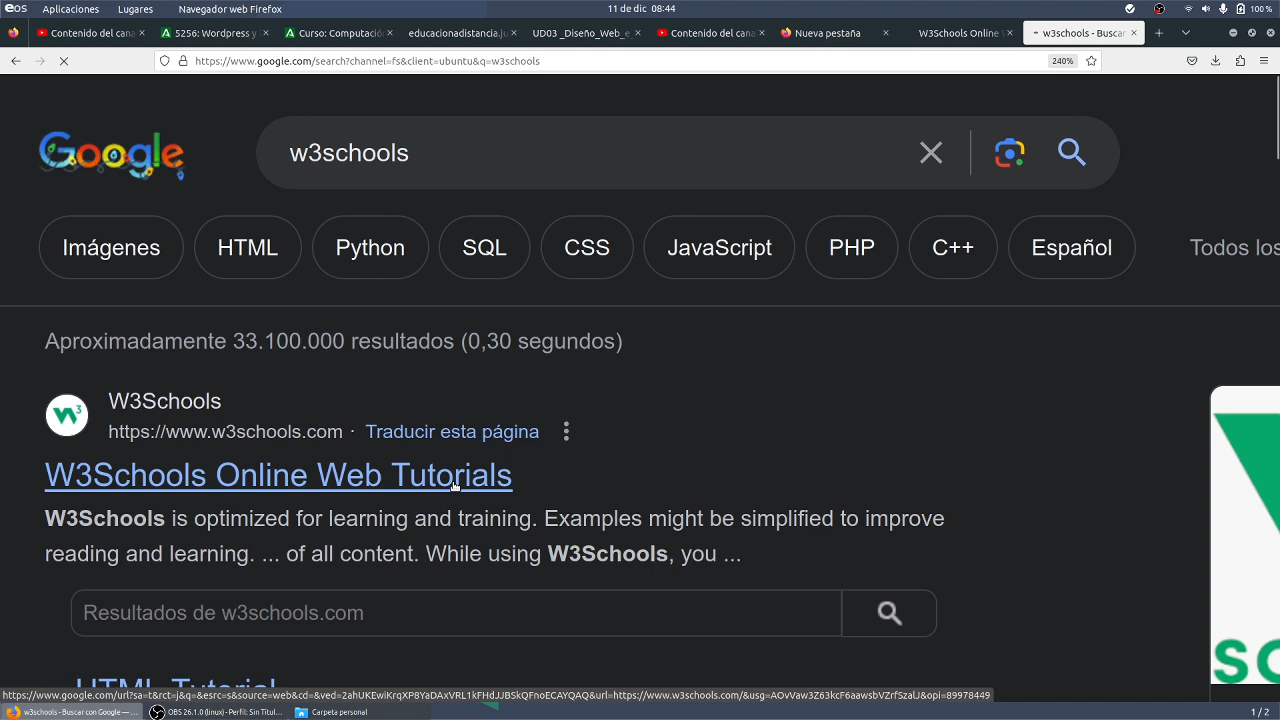 Aplicaciones Lugares Navegador web Firefox 11 de dic 08:44 100 %
Contenido del cana 5256: Wordpress y Curso: Computació educacionadistancia.ju UD03 _Diseño_Web_e Contenido del cana Nueva pestaña W3Schools Online W w3schools - Buscar
https://www.google.com/search?channel=fs&client=ubuntu&q=w3schools 240%
Google w3schools
Imágenes HTML Python SQL CSS JavaScript PHP C++ Español Todos los
Aproximadamente 33.100.000 resultados (0,30 segundos)
W3Schools
https://www.w3schools.com · Traducir esta página
W3Schools Online Web Tutorials
W3Schools is optimized for learning and training. Examples might be simplified to improve
reading and learning. ... of all content. While using W3Schools, you ...
Resultados de w3schools.com
HTML Tutorial
https://www.google.com/url?sa=t&rct=j&q=&esrc=s&source=web&cd=&ved=2ahUKEwiKrqXP8YaDAxVRL1kFHdJJBSkQFnoECAYQAQ&url=https://www.w3schools.com/&usg=AOvVaw3Z63kcF6aawsbVZrfSzalJ&opi=89978449
w3schools - Buscar con Google — ... OBS 26.1.0 (linux) - Perfil: Sin Titul... Carpeta personal 1 / 2